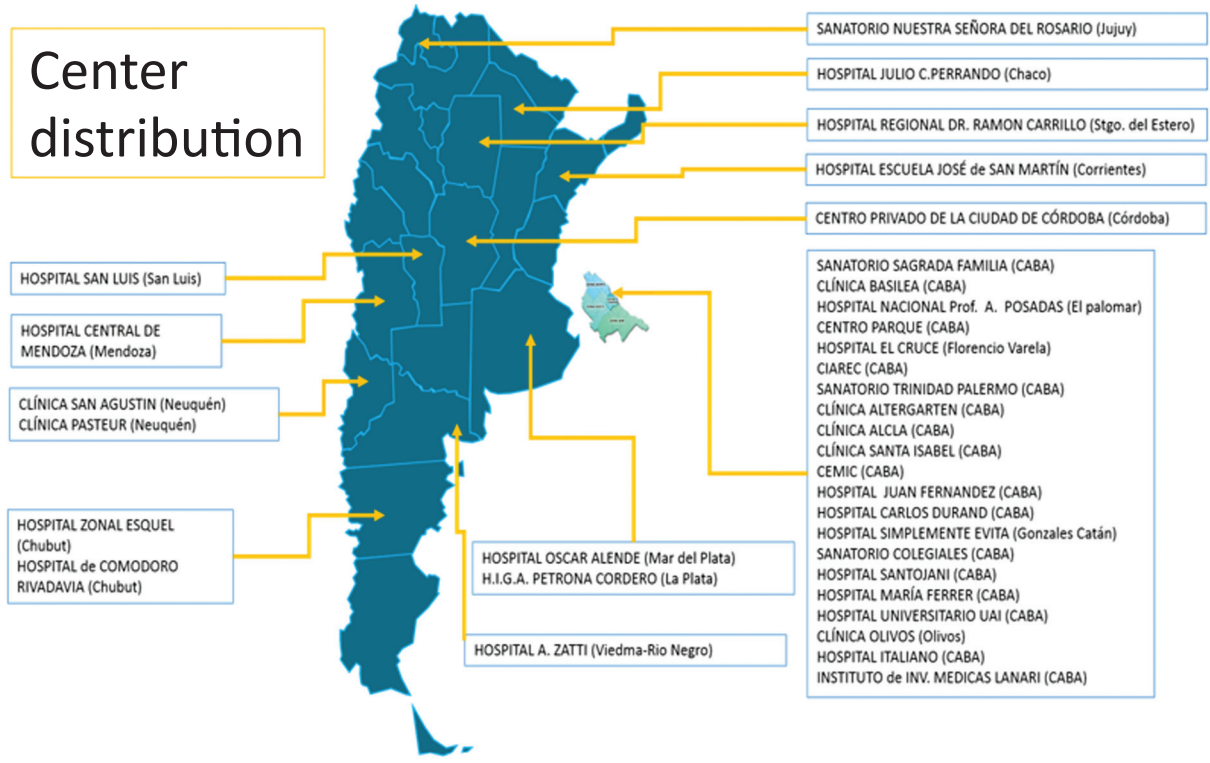 Center
distribution
SANATORIO NUESTRA SEÑORA DEL ROSARIO (Jujuy)
HOSPITAL JULIO C.PERRANDO (Chaco)
HOSPITAL REGIONAL DR. RAMON CARRILLO (Stgo. del Estero)
HOSPITAL ESCUELA JOSÉ de SAN MARTÍN (Corrientes)
CENTRO PRIVADO DE LA CIUDAD DE CÓRDOBA (Córdoba)
SANATORIO SAGRADA FAMILIA (CABA)
CLÍNICA BASILEA (CABA)
HOSPITAL NACIONAL Prof. A. POSADAS (El palomar)
CENTRO PARQUE (CABA)
HOSPITAL EL CRUCE (Florencio Varela)
CIAREC (CABA)
SANATORIO TRINIDAD PALERMO (CABA)
CLÍNICA ALTERGARTEN (CABA)
CLÍNICA ALCLA (CABA)
CLÍNICA SANTA ISABEL (CABA)
CEMIC (CABA)
HOSPITAL JUAN FERNANDEZ (CABA)
HOSPITAL CARLOS DURAND (CABA)
HOSPITAL SIMPLEMENTE EVITA (Gonzales Catán)
SANATORIO COLEGIALES (CABA)
HOSPITAL SANTOJANI (CABA)
HOSPITAL MARÍA FERRER (CABA)
HOSPITAL UNIVERSITARIO UAI (CABA)
CLÍNICA OLIVOS (Olivos)
HOSPITAL ITALIANO (CABA)
INSTITUTO de INV. MEDICAS LANARI (CABA)
HOSPITAL SAN LUIS (San Luis)
HOSPITAL CENTRAL DE
MENDOZA (Mendoza)
CLÍNICA SAN AGUSTIN (Neuquén)
CLÍNICA PASTEUR (Neuquén)
HOSPITAL ZONAL ESQUEL
(Chubut)
HOSPITAL de COMODORO
RIVADAVIA (Chubut)
HOSPITAL OSCAR ALENDE (Mar del Plata)
H.I.G.A. PETRONA CORDERO (La Plata)
HOSPITAL A. ZATTI (Viedma-Rio Negro)